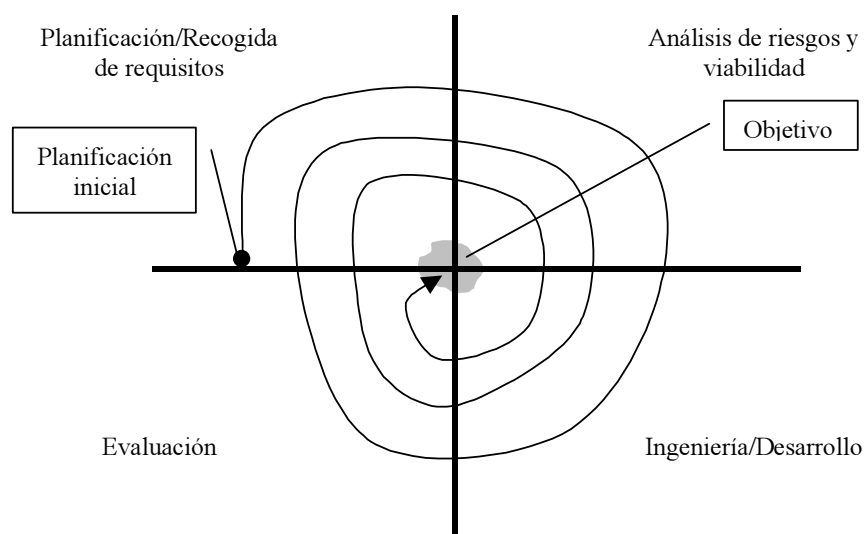 Planificación/Recogida
de requisitos
Análisis de riesgos y
viabilidad
Objetivo
Planificación
inicial
Evaluación
Ingeniería/Desarrollo